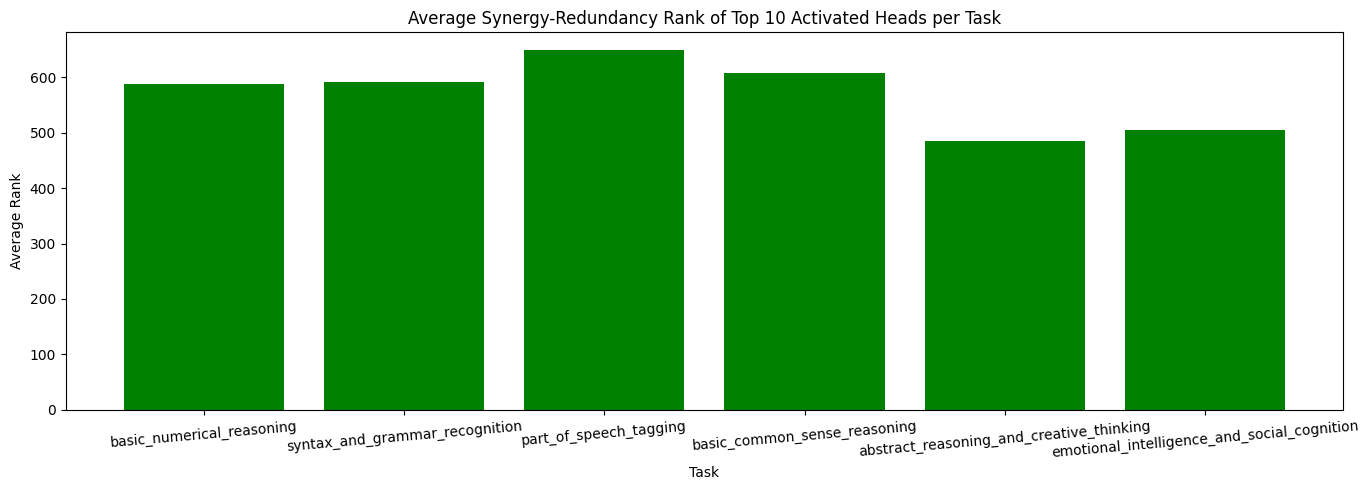 Average Synergy-Redundancy Rank of Top 10 Activated Heads per Task
Average Rank
600
500
400
300
200
100
0
basic_numerical_reasoning
syntax_and_grammar_recognition
part_of_speech_tagging
basic_common_sense_reasoning
abstract_reasoning_and_creative_thinking
emotional_intelligence_and_social_cognition
Task